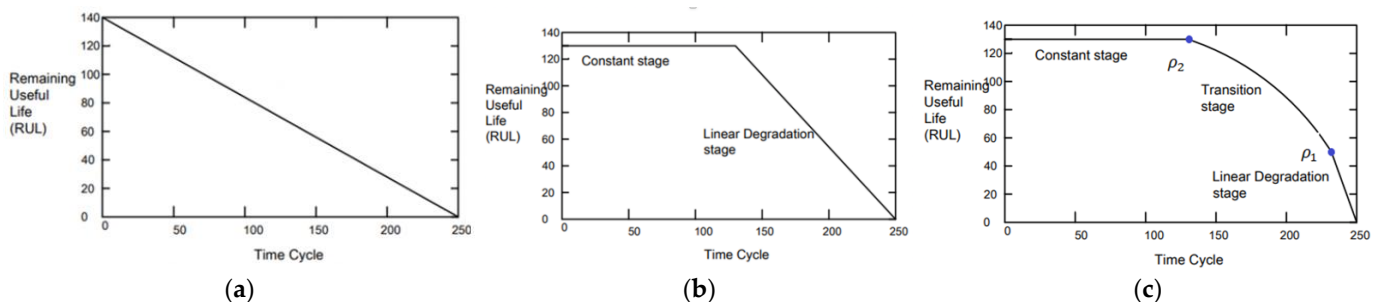 140
120
100
80
60
40
20
0
Remaining
Useful
Life
(RUL)
0
50
100
150
200
250
Time Cycle
(a)
140
120
100
80
60
40
20
0
Remaining
Useful
Life
(RUL)
Constant stage
Linear Degradation
stage
0
50
100
150
200
250
Time Cycle
(b)
140
120
100
80
60
40
20
0
Remaining
Useful
Life
(RUL)
Constant stage
ρ2
Transition
stage
ρ1
Linear Degradation
stage
0
50
100
150
200
250
Time Cycle
(c)